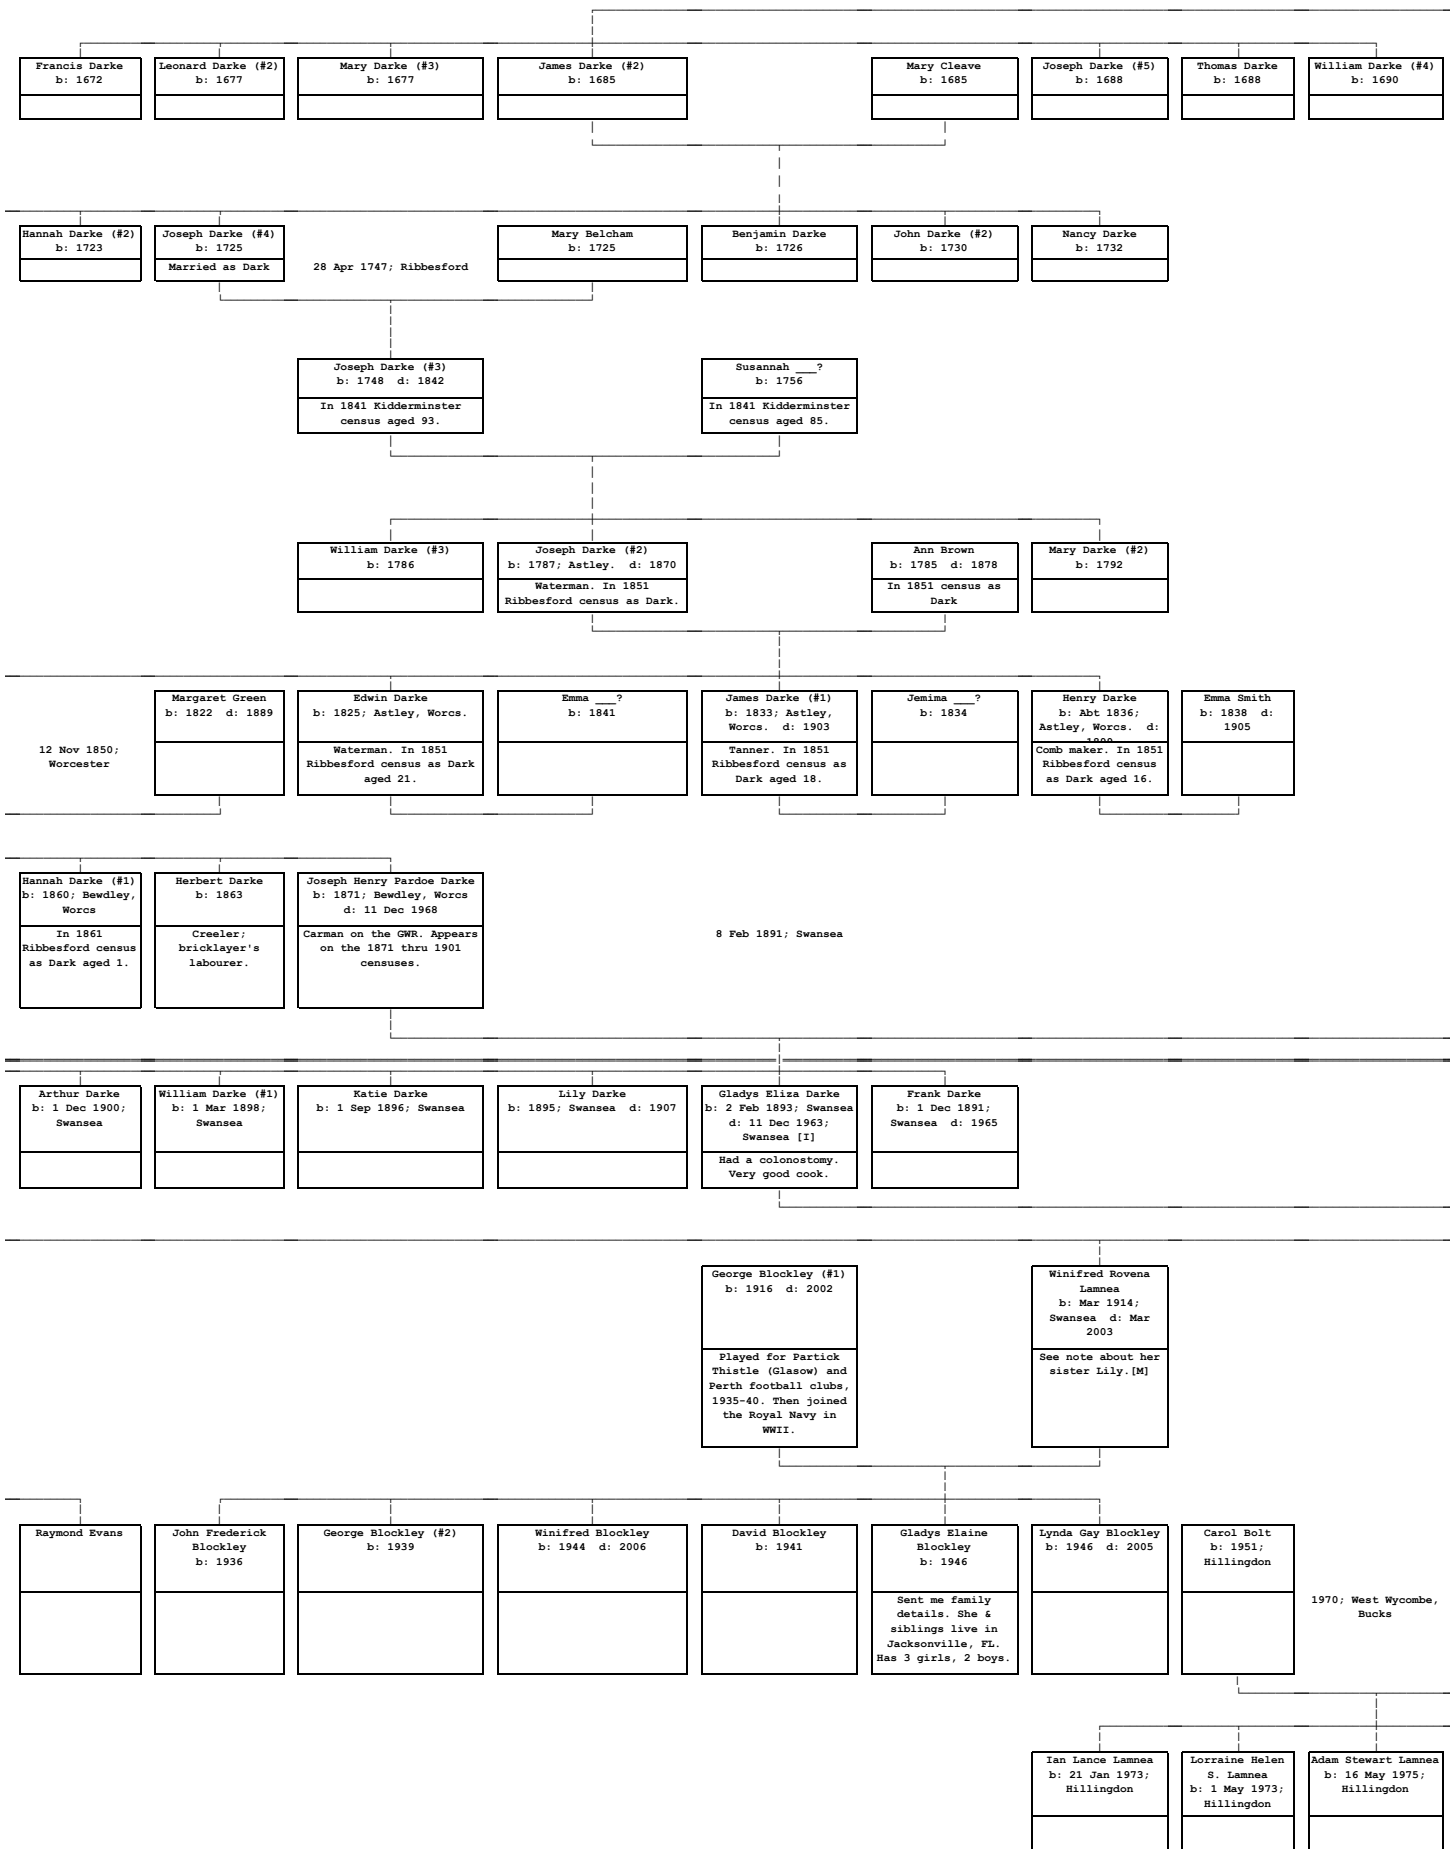 Francis Darke
b: 1672
Leonard Darke (#2)
b: 1677
Mary Darke (#3)
b: 1677
James Darke (#2)
b: 1685
Mary Cleave
b: 1685
Joseph Darke (#5)
b: 1688
Thomas Darke
b: 1688
William Darke (#4)
b: 1690
Hannah Darke (#2)
b: 1723
Joseph Darke (#4)
b: 1725
Married as Dark
28 Apr 1747; Ribbesford
Mary Belcham
b: 1725
Benjamin Darke
b: 1726
John Darke (#2)
b: 1730
Nancy Darke
b: 1732
Joseph Darke (#3)
b: 1748 d: 1842
In 1841 Kidderminster
census aged 93.
Susannah ___?
b: 1756
In 1841 Kidderminster
census aged 85.
William Darke (#3)
b: 1786
Joseph Darke (#2)
b: 1787; Astley. d: 1870
Waterman. In 1851
Ribbesford census as Dark.
Ann Brown
b: 1785 d: 1878
In 1851 census as
Dark
Mary Darke (#2)
b: 1792
12 Nov 1850;
Worcester
Margaret Green
b: 1822 d: 1889
Edwin Darke
b: 1825; Astley, Worcs.
Waterman. In 1851
Ribbesford census as Dark
aged 21.
Emma ___?
b: 1841
James Darke (#1)
b: 1833; Astley,
Worcs. d: 1903
Tanner. In 1851
Ribbesford census as
Dark aged 18.
Jemima ___?
b: 1834
Henry Darke
b: Abt 1836;
Astley, Worcs. d:
Comb maker. In 1851
Ribbesford census
as Dark aged 16.
Emma Smith
b: 1838 d:
1905
Hannah Darke (#1)
b: 1860; Bewdley,
Worcs
In 1861
Ribbesford census
as Dark aged 1.
Herbert Darke
b: 1863
Creeler;
bricklayer's
labourer.
Joseph Henry Pardoe Darke
b: 1871; Bewdley, Worcs
d: 11 Dec 1968
Carman on the GWR. Appears
on the 1871 thru 1901
censuses.
8 Feb 1891; Swansea
Arthur Darke
b: 1 Dec 1900;
Swansea
William Darke (#1)
b: 1 Mar 1898;
Swansea
Katie Darke
b: 1 Sep 1896; Swansea
Lily Darke
b: 1895; Swansea d: 1907
Gladys Eliza Darke
b: 2 Feb 1893; Swansea
d: 11 Dec 1963;
Swansea [I]
Had a colonostomy.
Very good cook.
Frank Darke
b: 1 Dec 1891;
Swansea d: 1965
George Blockley (#1)
b: 1916 d: 2002
Played for Partick
Thistle (Glasow) and
Perth football clubs,
1935-40. Then joined
the Royal Navy in
WWII.
Winifred Rovena
Lamnea
b: Mar 1914;
Swansea d: Mar
2003
See note about her
sister Lily.[M]
Raymond Evans
John Frederick
Blockley
b: 1936
George Blockley (#2)
b: 1939
Winifred Blockley
b: 1944 d: 2006
David Blockley
b: 1941
Gladys Elaine
Blockley
b: 1946
Sent me family
details. She &
siblings live in
Jacksonville, FL.
Has 3 girls, 2 boys.
Lynda Gay Blockley
b: 1946 d: 2005
Carol Bolt
b: 1951;
Hillingdon
1970; West Wycombe,
Bucks
Ian Lance Lamnea
b: 21 Jan 1973;
Hillingdon
Lorraine Helen
S. Lamnea
b: 1 May 1973;
Hillingdon
Adam Stewart Lamnea
b: 16 May 1975;
Hillingdon